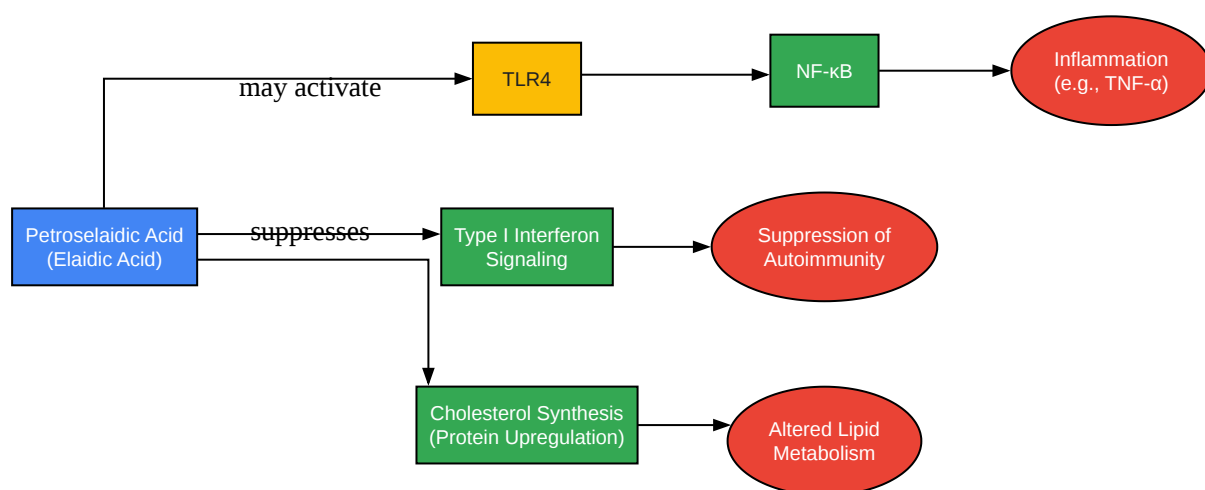 may activate
TLR4
NF-κB
Inflammation
(e.g., TNF-α)
Petroselaidic Acid
(Elaidic Acid)
suppresses
Type I Interferon
Signaling
Suppression of
Autoimmunity
Cholesterol Synthesis
(Protein Upregulation)
Altered Lipid
Metabolism